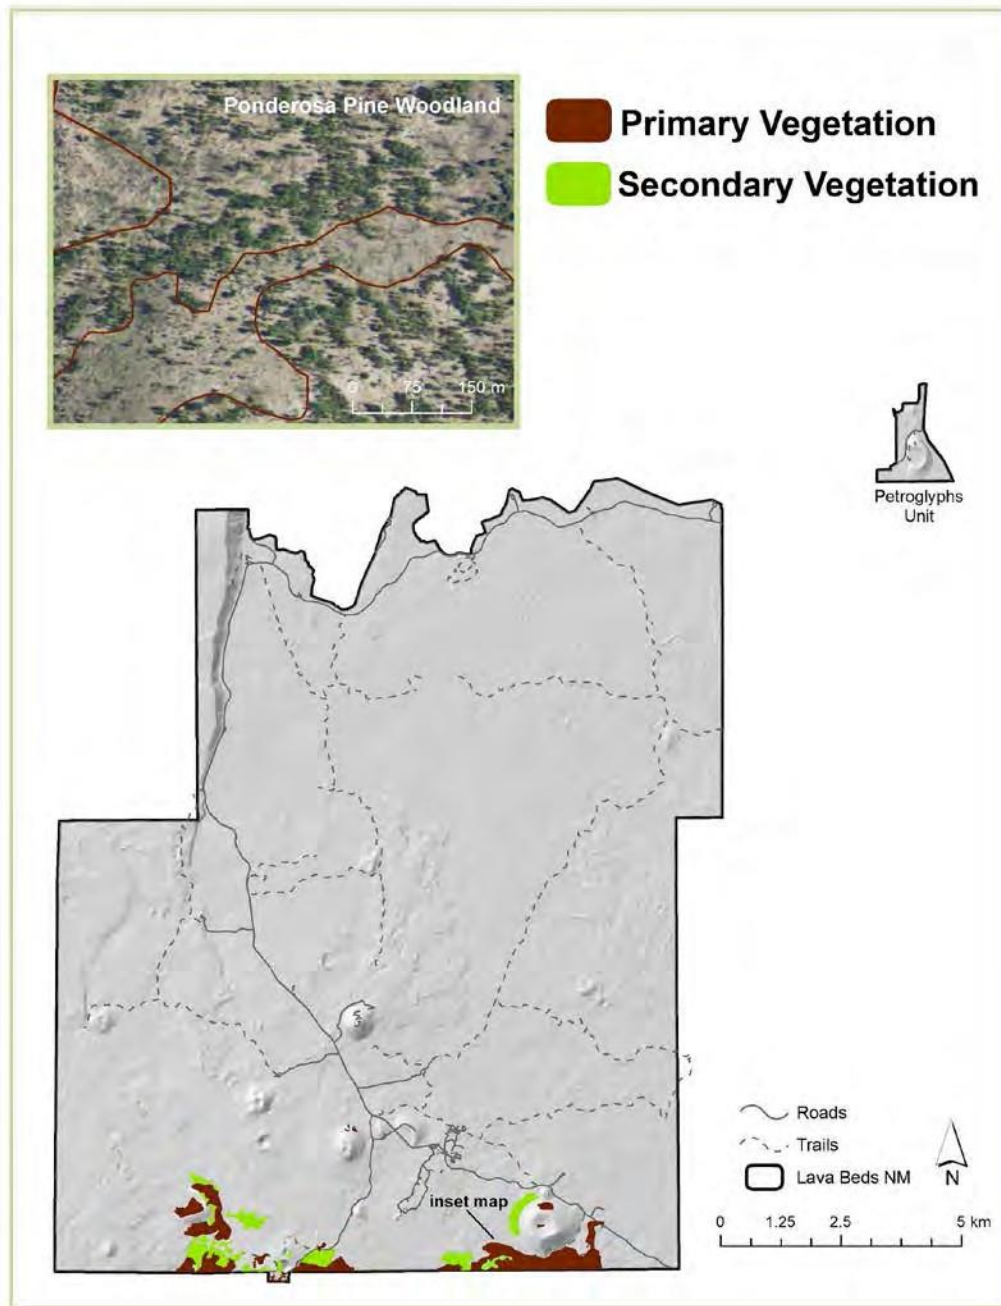 Ponderosa Pine Woodland
0 75 150 m
Primary Vegetation
Secondary Vegetation
Petroglyphs
Unit
inset map
Roads
Trails
Lava Beds NM
N
0 1.25 2.5 5 km